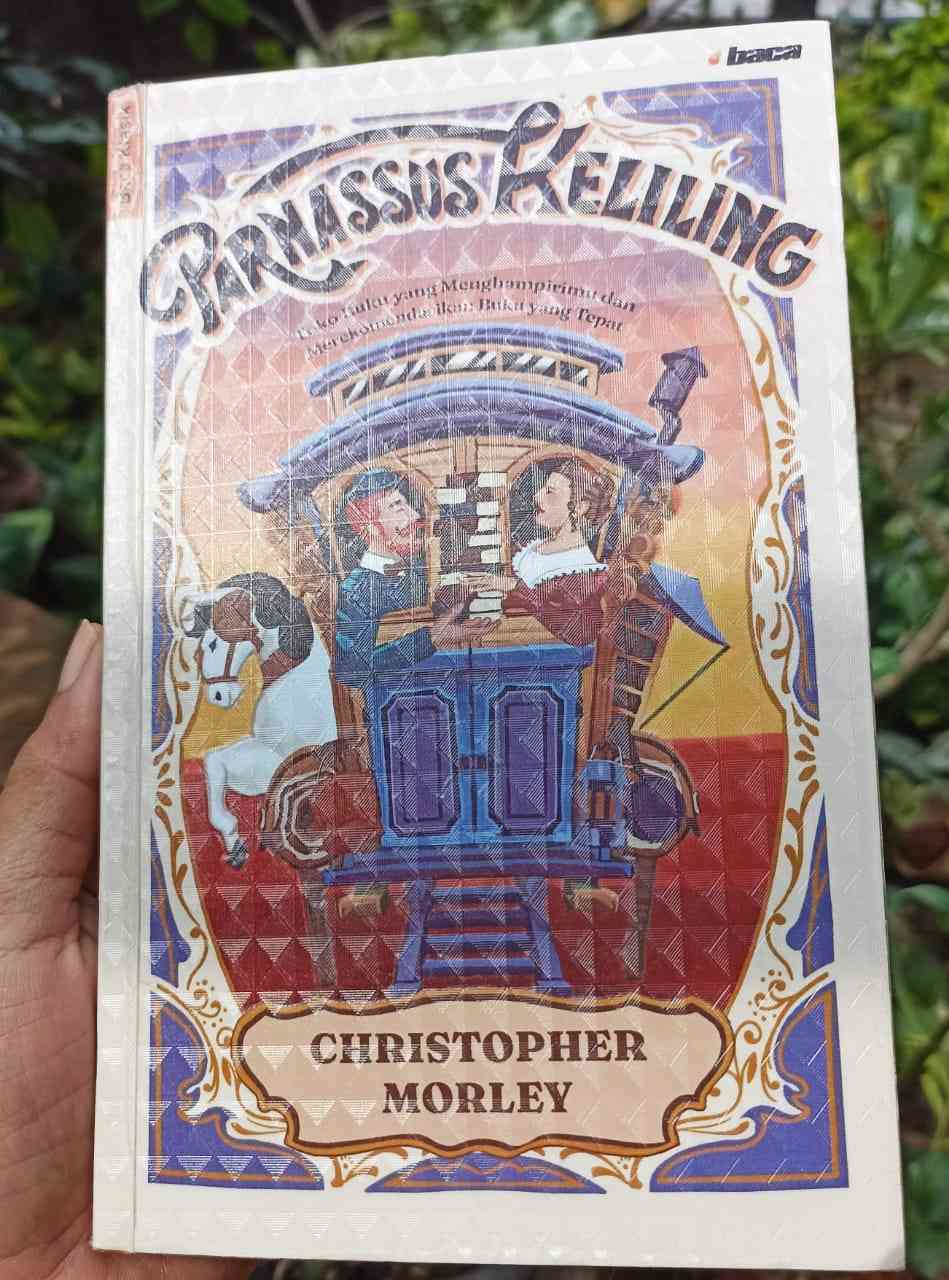 baca
PARNASSUS KELILING
Toko Buku yang Menghampirimu dan
Merekomendasikan Buku yang Tepat
CHRISTOPHER
MORLEY